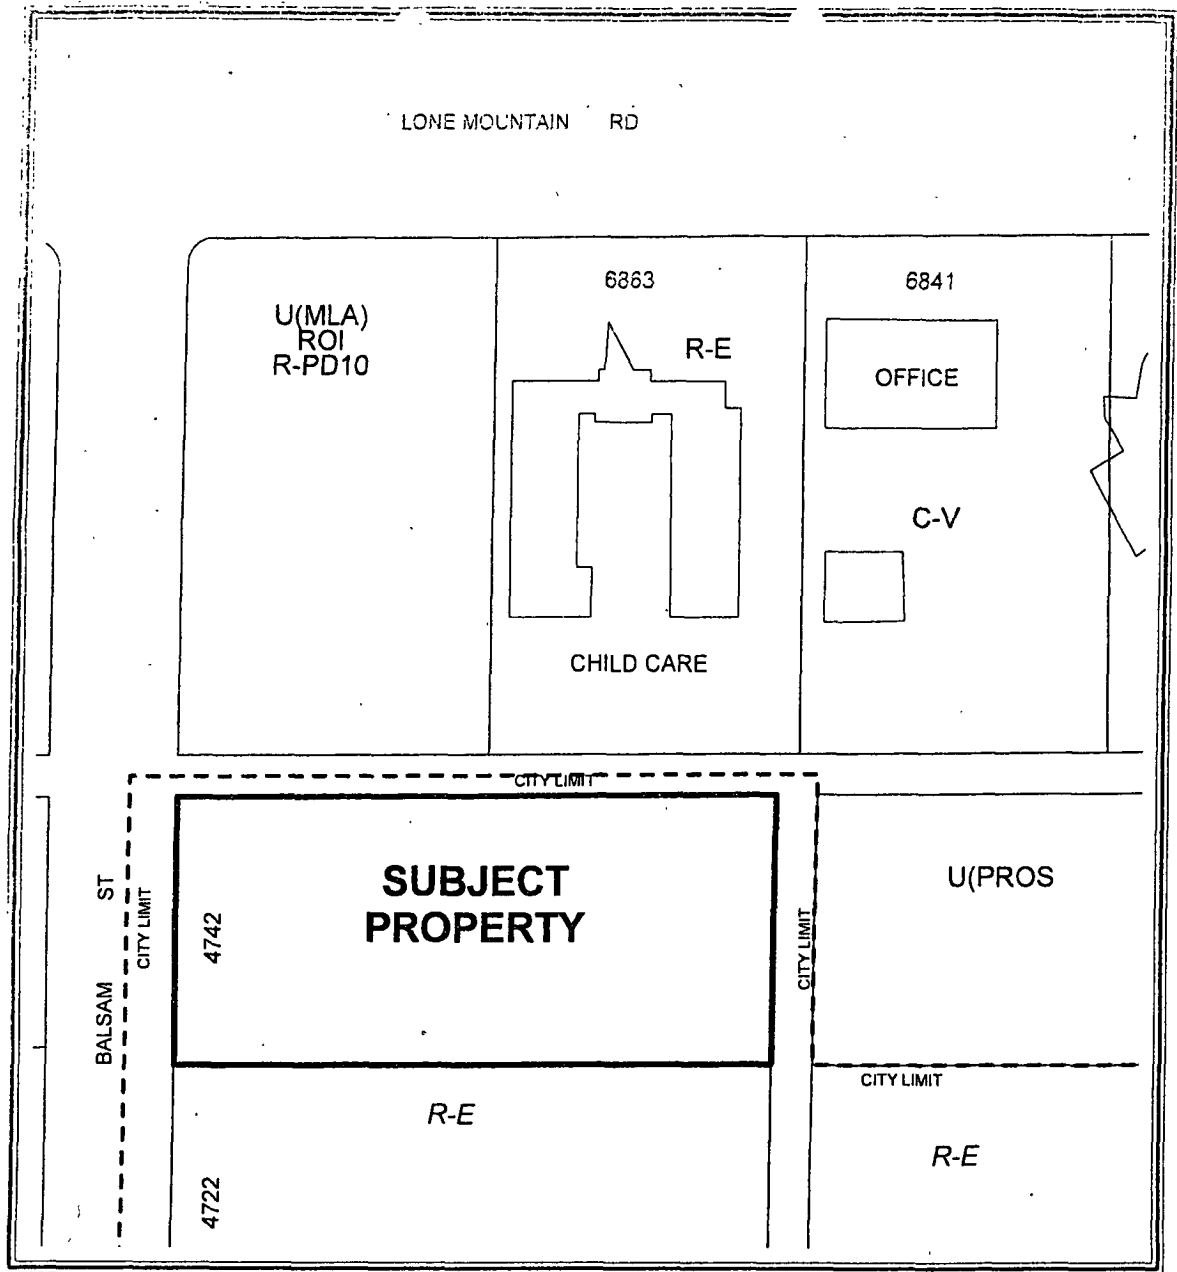 LONE MOUNTAIN RD
6863
6841
U(MLA)
ROI
R-PD10
R-E
OFFICE
C-V
CHILD CARE
CITY LIMIT
SUBJECT
PROPERTY
U(PROS
BALSAM ST
CITY LIMIT
4742
CITY LIMIT
CITY LIMIT
R-E
R-E
4722